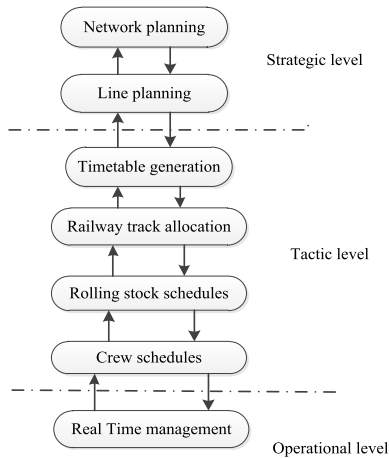 Network planning
Strategic level
Line planning
Timetable generation
Railway track allocation
Tactic level
Rolling stock schedules
Crew schedules
Real Time management
Operational level